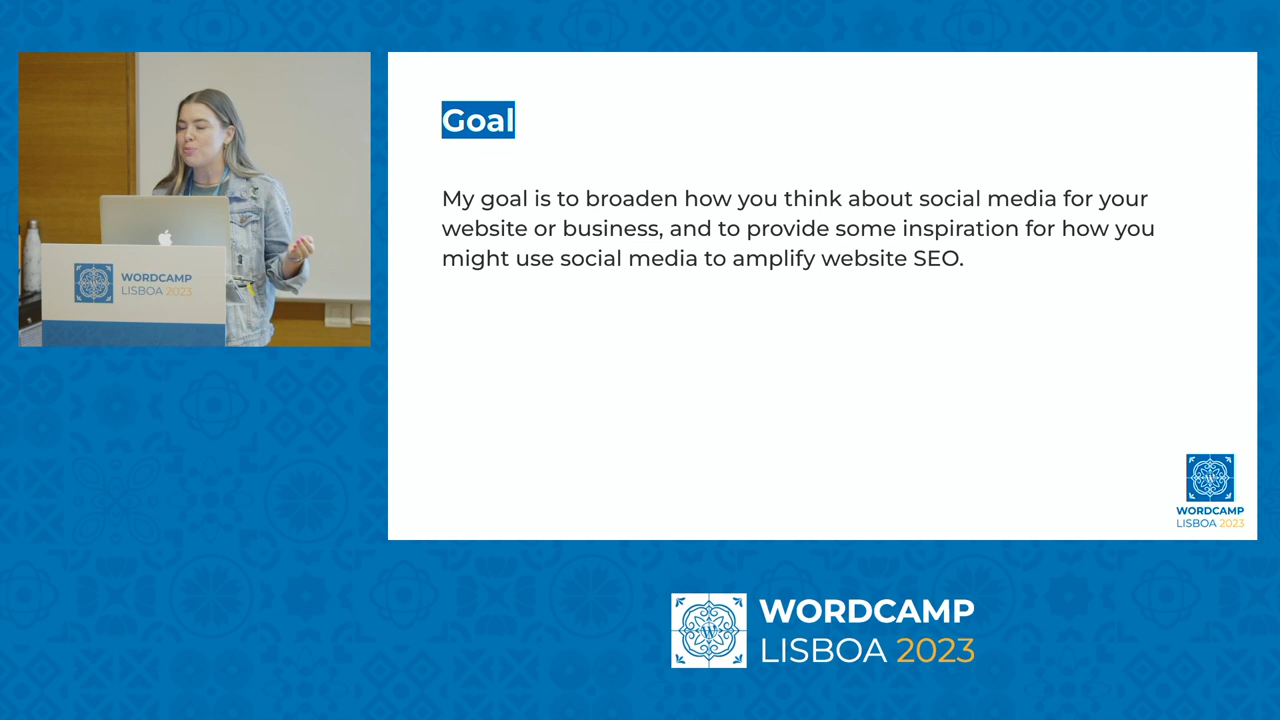 Goal
My goal is to broaden how you think about social media for your
website or business, and to provide some inspiration for how you
might use social media to amplify website SEO.
WORDCAMP
LISBOA 2023
WORDCAMP
LISBOA 2023
WORDCAMP
LISBOA 2023